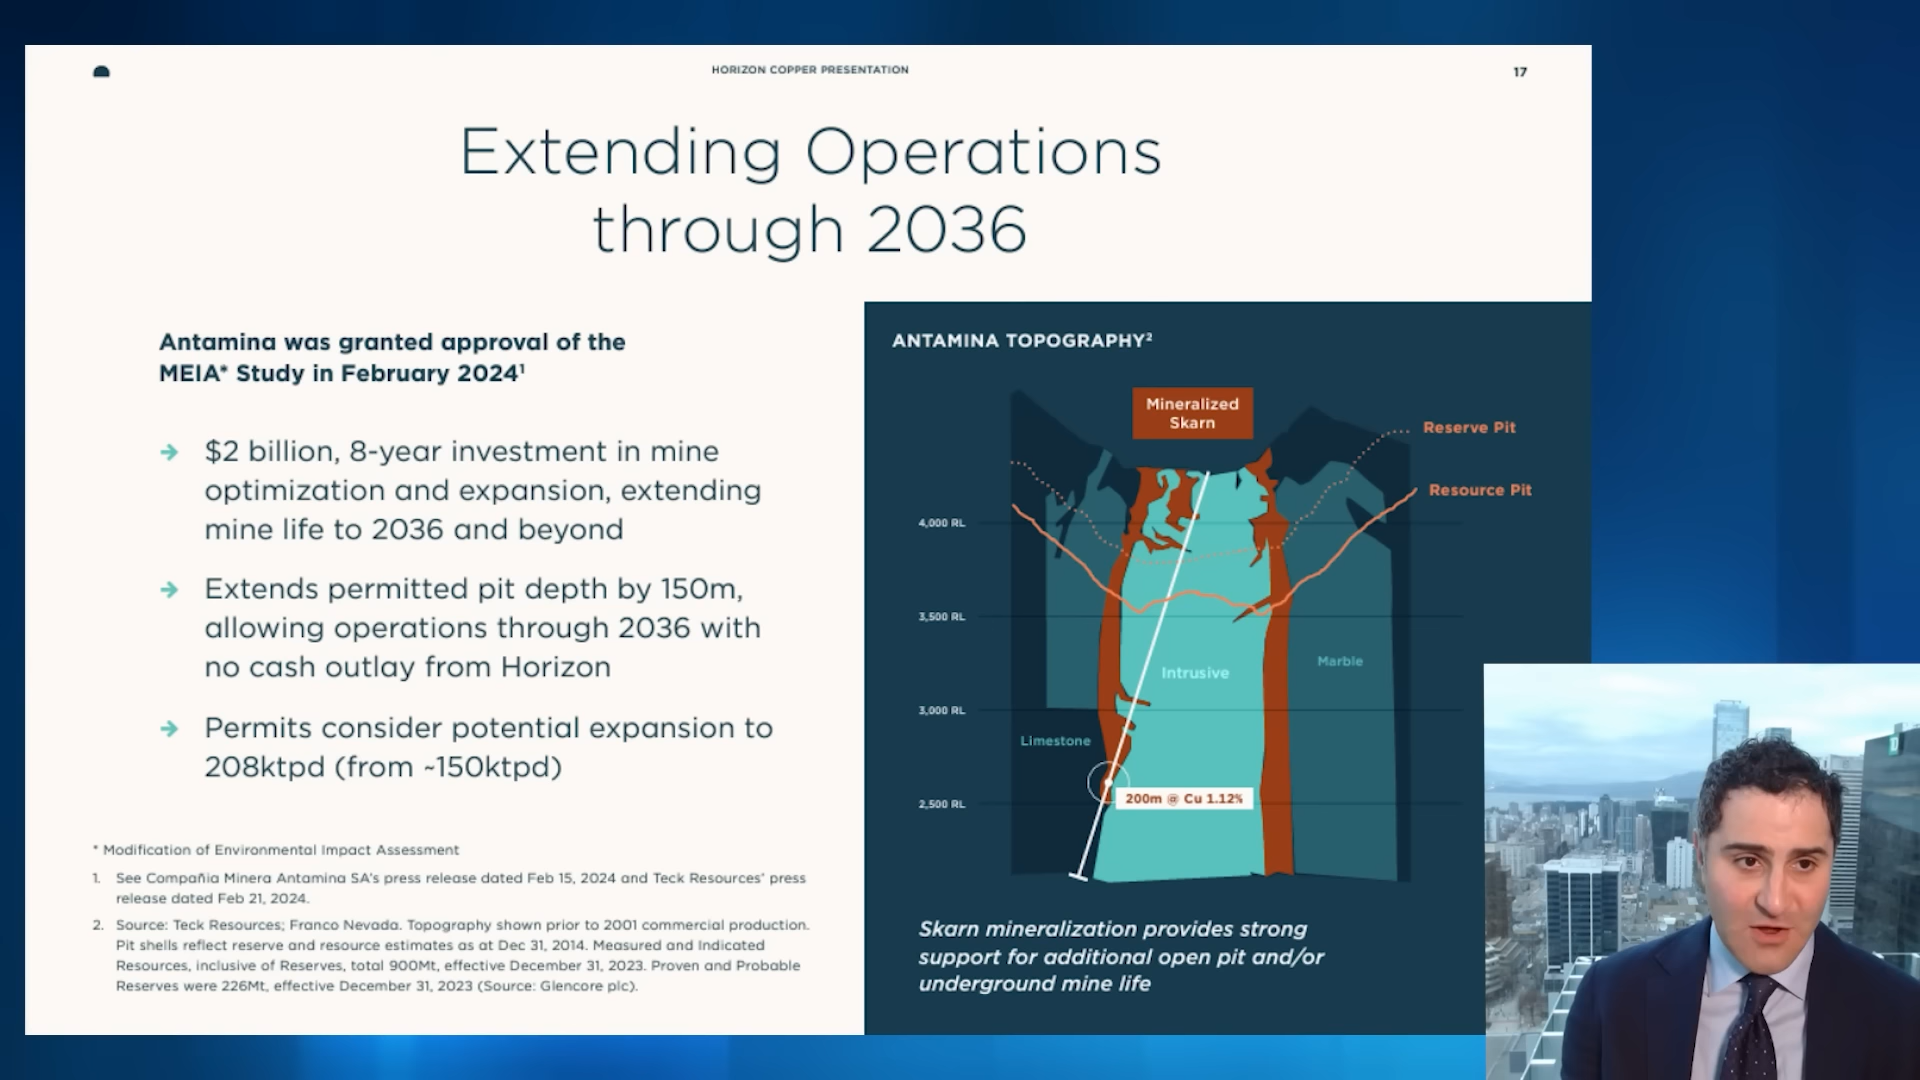 HORIZON COPPER PRESENTATION
17
Extending Operations
through 2036
Antamina was granted approval of the
MEIA* Study in February 2024¹
→ $2 billion, 8-year investment in mine
optimization and expansion, extending
mine life to 2036 and beyond
→ Extends permitted pit depth by 150m,
allowing operations through 2036 with
no cash outlay from Horizon
→ Permits consider potential expansion to
208ktpd (from ~150ktpd)
* Modification of Environmental Impact Assessment
1. See Compañia Minera Antamina SA's press release dated Feb 15, 2024 and Teck Resources' press
release dated Feb 21, 2024.
2. Source: Teck Resources; Franco Nevada. Topography shown prior to 2001 commercial production.
Pit shells reflect reserve and resource estimates as at Dec 31, 2014. Measured and Indicated
Resources, inclusive of Reserves, total 900Mt, effective December 31, 2023. Proven and Probable
Reserves were 226Mt, effective December 31, 2023 (Source: Glencore plc).
ANTAMINA TOPOGRAPHY²
Mineralized
Skarn
Reserve Pit
Resource Pit
4,000 RL
3,500 RL
Intrusive
Marble
3,000 RL
Limestone
200m @ Cu 1.12%
2,500 RL
Skarn mineralization provides strong
support for additional open pit and/or
underground mine life